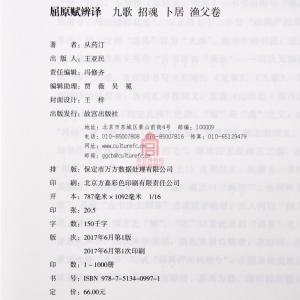 屈原赋辨译 九歌 招魂 卜居 渔父卷
著 者：从药汀
出 版 人：王亚民
责任编辑：冯修齐
编辑助理：贾薇 吴冕
封面设计：王梓
出版发行：故宫出版社
地址：北京市东城区景山前街4号 邮编：100009
电话：010-85007808 010-85007816 传真：010-65129479
网址：www.culturefc.cn
邮箱：ggcb@culturefc.cn
排 版：保定市万方数据处理有限公司
印 刷：北京方嘉彩色印刷有限责任公司
开 本：787毫米×1092毫米 1/16
印 张：20.5
字 数：150千字
版 次：2017年6月第1版
2017年6月第1次印刷
印 数：1-1000册
书 号：ISBN 978-7-5134-0997-1
定 价：66.00元